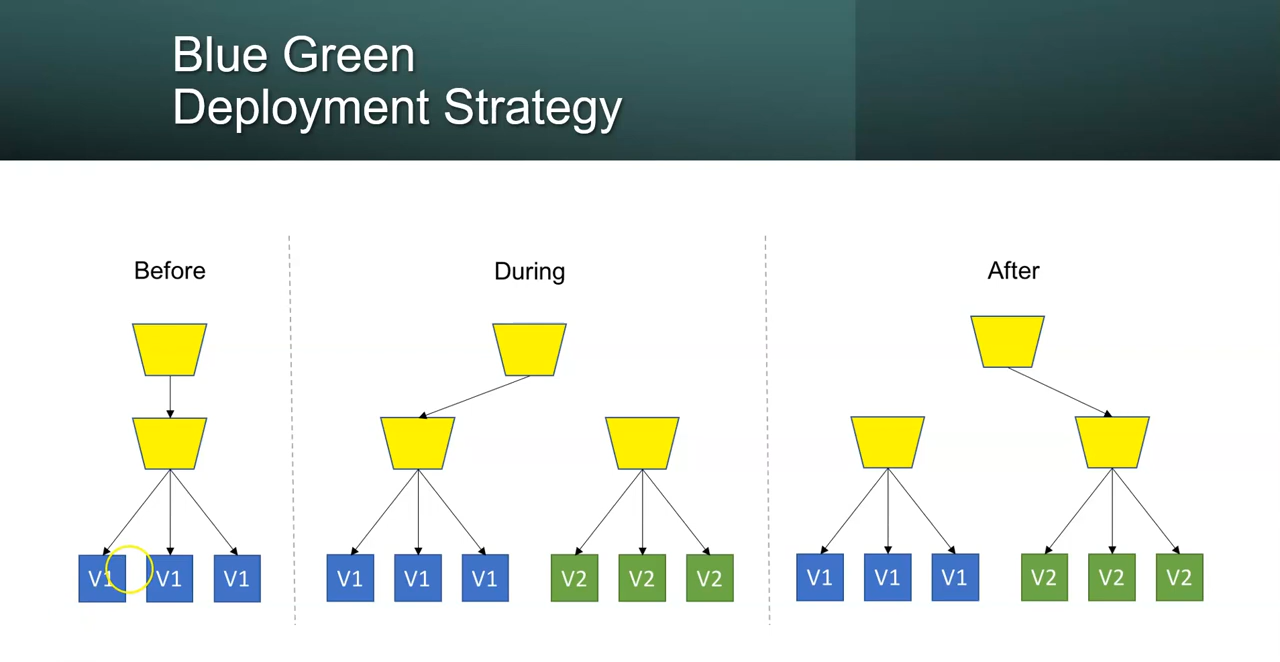 Blue Green
Deployment Strategy
Before
During
After
V1 V1 V1
V1 V1 V1
V2 V2 V2
V1 V1 V1
V2 V2 V2